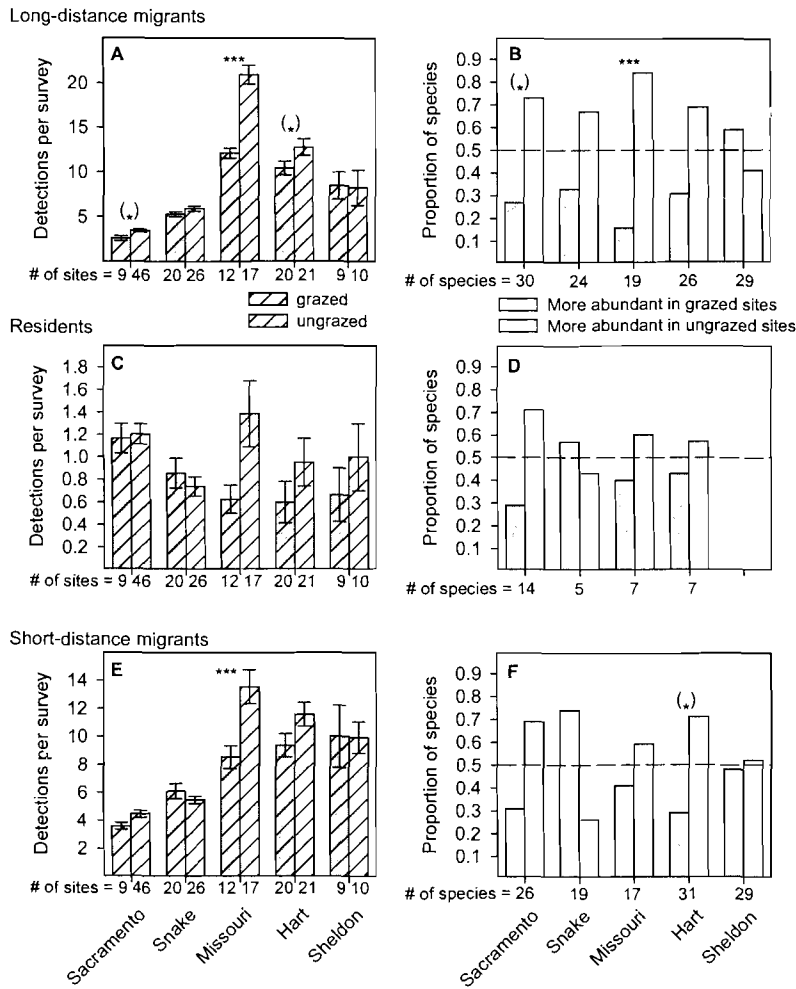 Long-distance migrants
A
Detections per survey
20
15
10
5
(*)
***
(*)
# of sites = 9 46 20 26 12 17 20 21 9 10
grazed
ungrazed
B
Proportion of species
0.9
0.8
0.7
0.6
0.5
0.4
0.3
0.2
0.1
(*)
***
# of species = 30 24 19 26 29
More abundant in grazed sites
More abundant in ungrazed sites
Residents
C
Detections per survey
1.8
1.6
1.4
1.2
1.0
0.8
0.6
0.4
0.2
# of sites = 9 46 20 26 12 17 20 21 9 10
D
Proportion of species
0.9
0.8
0.7
0.6
0.5
0.4
0.3
0.2
0.1
# of species = 14 5 7 7
Short-distance migrants
E
Detections per survey
14
12
10
8
6
4
2
***
# of sites = 9 46 20 26 12 17 20 21 9 10
Sacramento
Snake
Missouri
Hart
Sheldon
F
Proportion of species
0.9
0.8
0.7
0.6
0.5
0.4
0.3
0.2
0.1
(*)
# of species = 26 19 17 31 29
Sacramento
Snake
Missouri
Hart
Sheldon